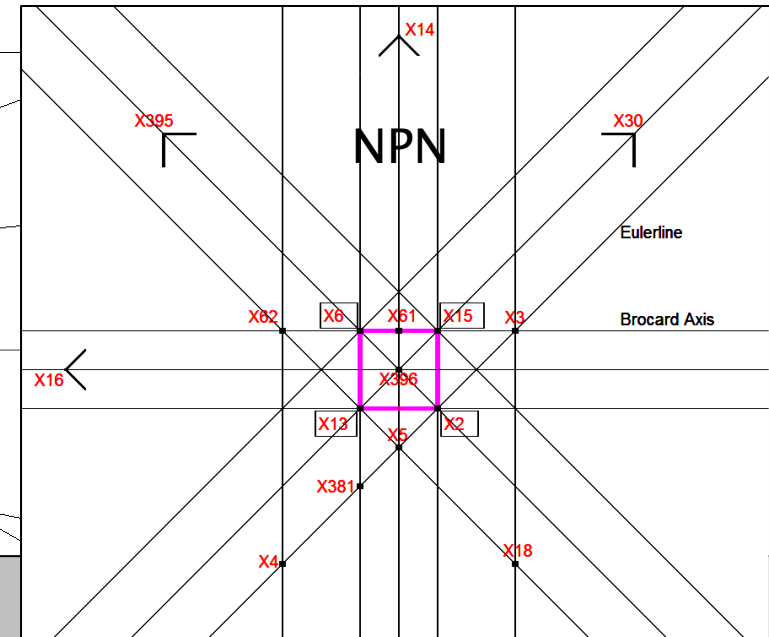 X14
X395
X30
NPN
Eulerline
X62
X6
X61
X15
X3
Brocard Axis
X16
X396
X13
X5
X2
X381
X4
X18